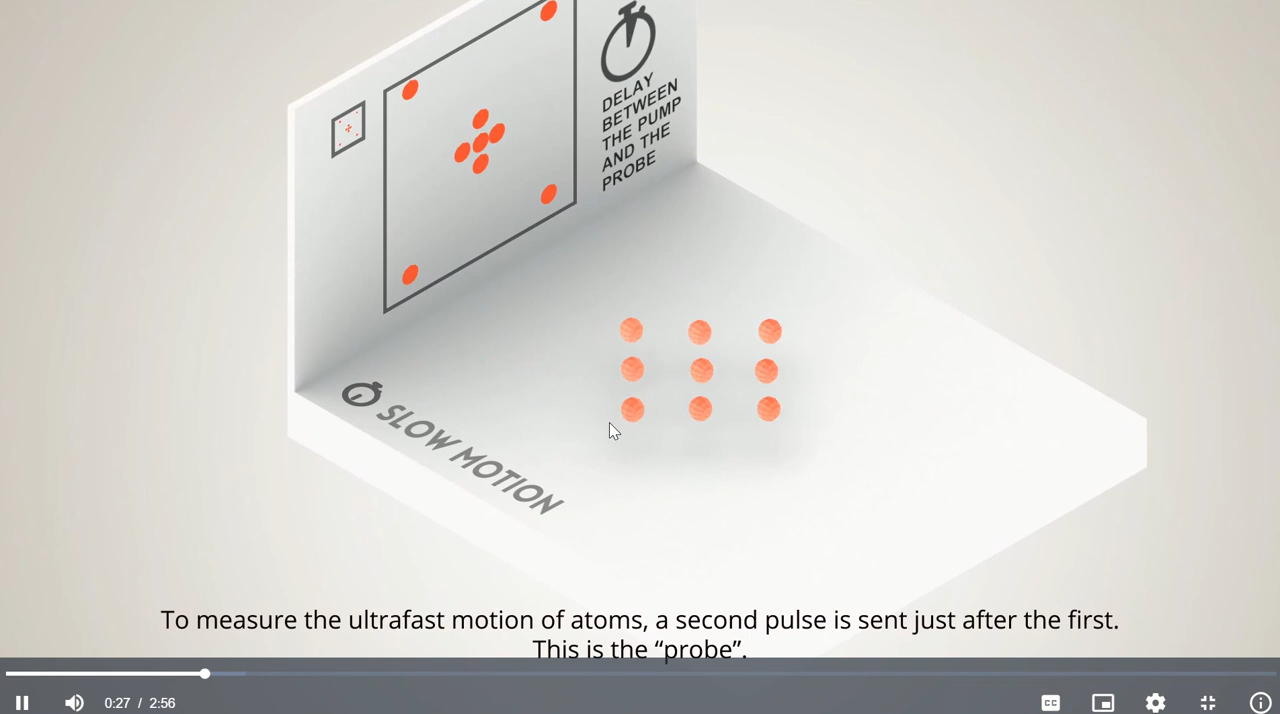 DELAY
BETWEEN
THE PUMP
AND THE
PROBE
SLOW MOTION
To measure the ultrafast motion of atoms, a second pulse is sent just after the first.
This is the “probe”.
0:27 / 2:56
CC